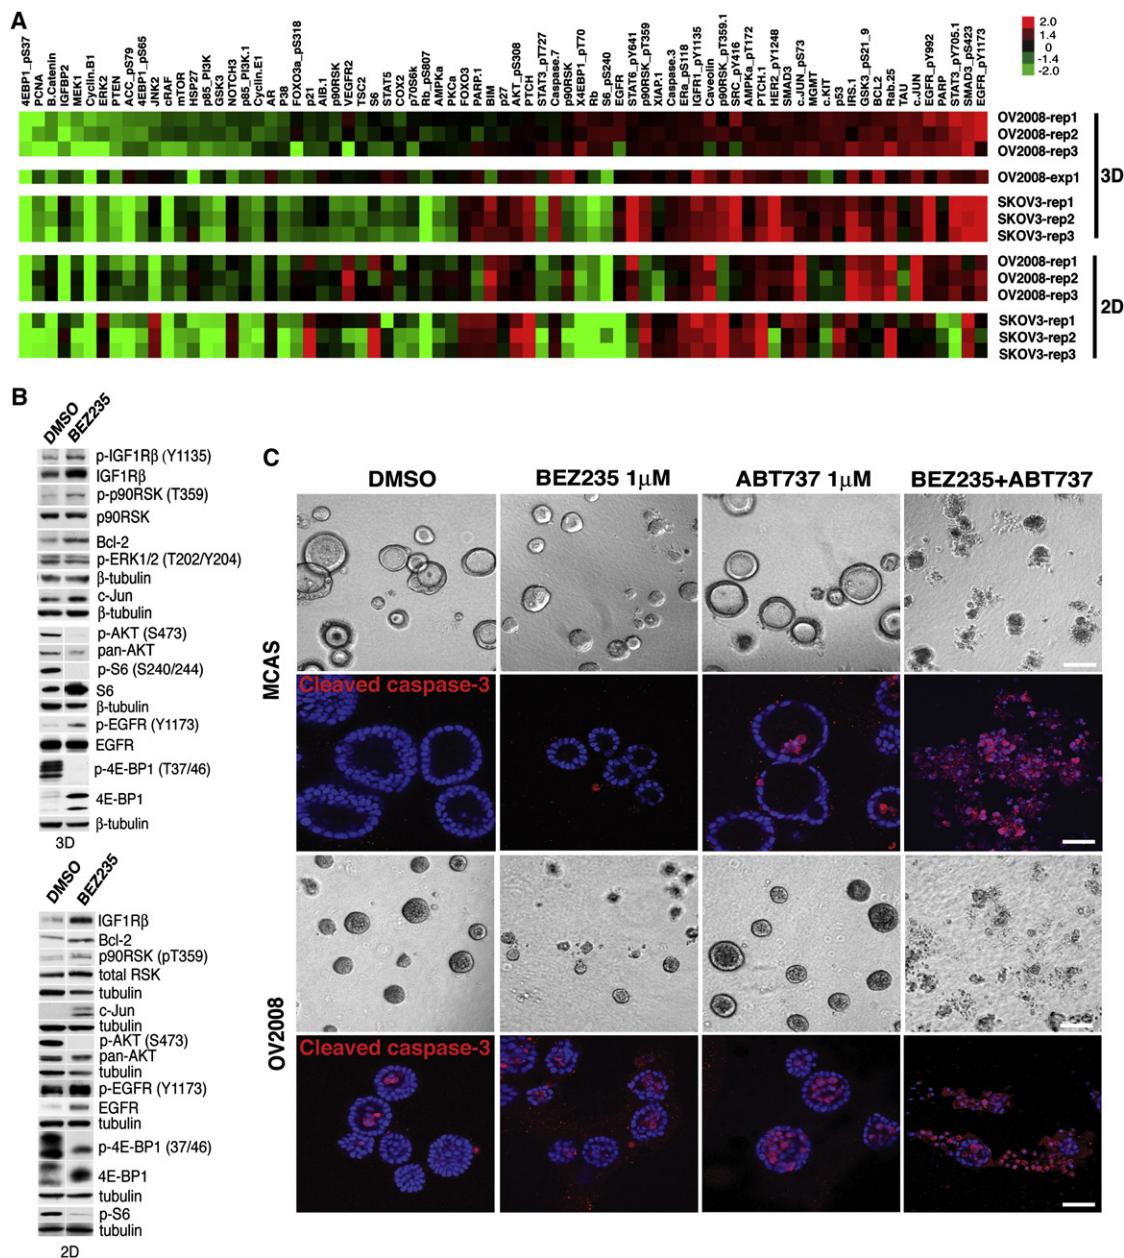 A
4EBP1_pS37
PCNA
B.Catenin
IGFBP2
MEK1
Cyclin.B1
ERK2
PTEN
ACC_pS79
4EBP1_pS65
JNK2
cRAF
mTOR
HSP27
p85_PI3K
GSK3
NOTCH3
p85_PI3K.1
Cyclin.E1
AR
P38
FOXO3a_pS318
p21
AIB.1
p90RSK
VEGFR2
TSC2
S6
STAT5
COX2
p70S6k
Rb_pS807
AMPKa
PKCa
FOXO3
PARP.1
BIM
p27
AKT_pS308
PTCH
STAT3_pT727
Caspase.7
p90RSK
X4EBP1_pT70
Rb
S6_pS240
EGFR
STAT6_pY641
p90RSK_pT359
XIAP.1
Caspase.3
ERa_pS118
IGFR1_pY1135
Caveolin
p90RSK_pT359.1
SRC_pY416
AMPKa_pT172
PTCH.1
HER2_pY1248
SMAD3
c.JUN_pS73
MGMT
c.KIT
p53
IRS.1
GSK3_pS21_9
BCL2
Rab.25
TAU
c.JUN
EGFR_pY992
PARP
STAT3_pY705.1
SMAD3_pS423
EGFR_pY1173
2.0
1.4
0
-1.4
-2.0
OV2008-rep1
OV2008-rep2
OV2008-rep3
OV2008-exp1
SKOV3-rep1
SKOV3-rep2
SKOV3-rep3
3D
OV2008-rep1
OV2008-rep2
OV2008-rep3
SKOV3-rep1
SKOV3-rep2
SKOV3-rep3
2D
B
DMSO
BEZ235
p-IGF1Rβ (Y1135)
IGF1Rβ
p-p90RSK (T359)
p90RSK
Bcl-2
p-ERK1/2 (T202/Y204)
β-tubulin
c-Jun
β-tubulin
p-AKT (S473)
pan-AKT
p-S6 (S240/244)
S6
β-tubulin
p-EGFR (Y1173)
EGFR
p-4E-BP1 (T37/46)
4E-BP1
β-tubulin
3D
DMSO
BEZ235
IGF1Rβ
Bcl-2
p90RSK (pT359)
total RSK
tubulin
c-Jun
tubulin
p-AKT (S473)
pan-AKT
tubulin
p-EGFR (Y1173)
EGFR
tubulin
p-4E-BP1 (37/46)
4E-BP1
tubulin
p-S6
tubulin
2D
C
DMSO
BEZ235 1μM
ABT737 1μM
BEZ235+ABT737
MCAS
Cleaved caspase-3
OV2008
Cleaved caspase-3